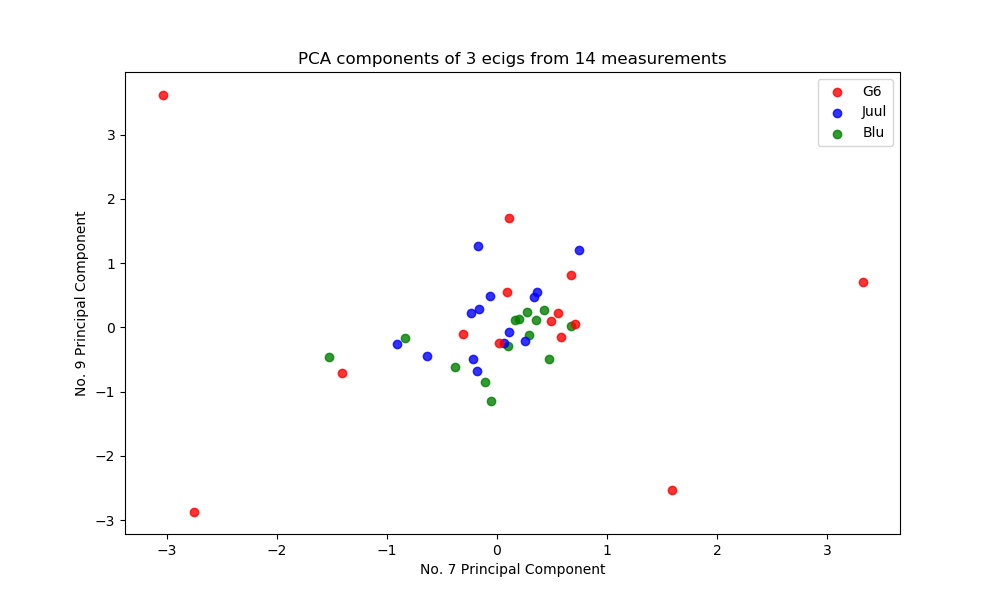 PCA components of 3 ecigs from 14 measurements
G6
Juul
Blu
3
2
1
0
−1
−2
−3
No. 9 Principal Component
−3
−2
−1
0
1
2
3
No. 7 Principal Component